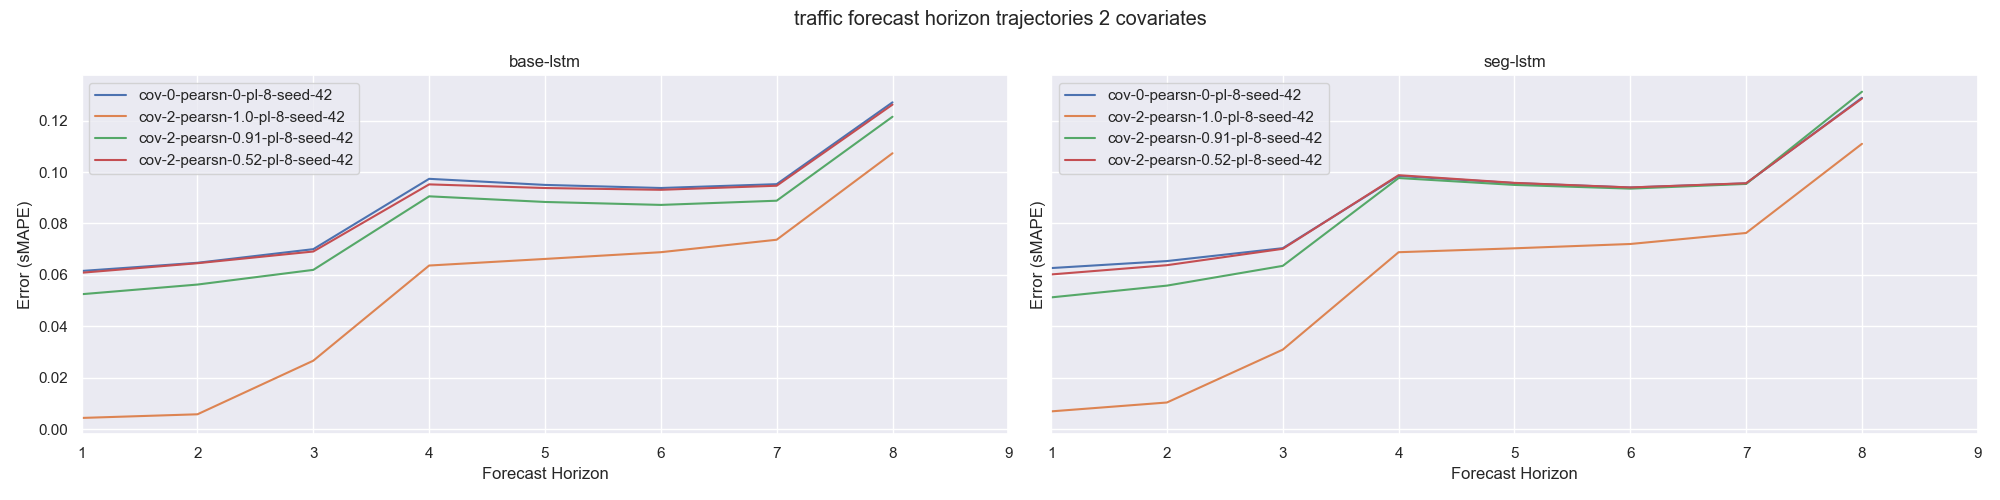 traffic forecast horizon trajectories 2 covariates
base-lstm
cov-0-pearsn-0-pl-8-seed-42
cov-2-pearsn-1.0-pl-8-seed-42
cov-2-pearsn-0.91-pl-8-seed-42
cov-2-pearsn-0.52-pl-8-seed-42
Error (sMAPE)
0.12
0.10
0.08
0.06
0.04
0.02
0.00
1 2 3 4 5 6 7 8 9
Forecast Horizon
seg-lstm
cov-0-pearsn-0-pl-8-seed-42
cov-2-pearsn-1.0-pl-8-seed-42
cov-2-pearsn-0.91-pl-8-seed-42
cov-2-pearsn-0.52-pl-8-seed-42
Error (sMAPE)
1 2 3 4 5 6 7 8 9
Forecast Horizon